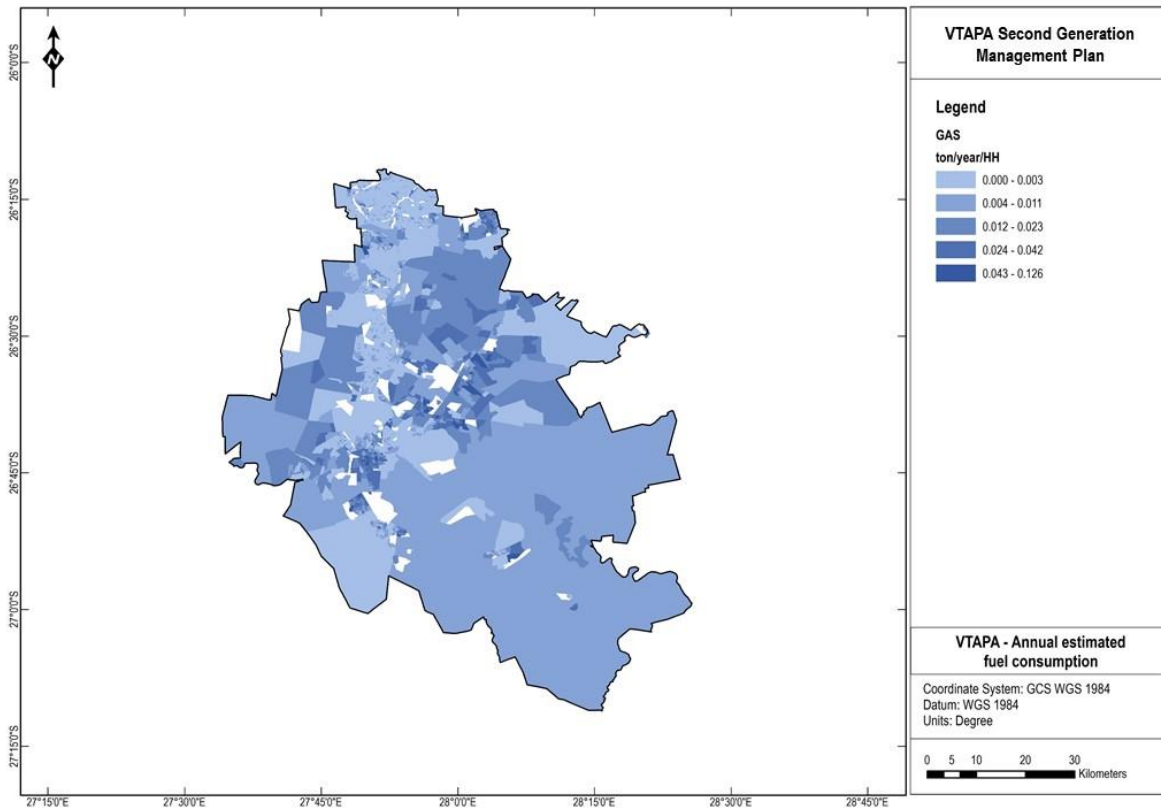 VTAPA Second Generation
Management Plan
Legend
GAS
ton/year/HH
0.000 - 0.003
0.004 - 0.011
0.012 - 0.023
0.024 - 0.042
0.043 - 0.126
N
26°0'0"S
26°15'0"S
26°30'0"S
26°45'0"S
27°0'0"S
27°15'0"S
27°15'0"E
27°30'0"E
27°45'0"E
28°0'0"E
28°15'0"E
28°30'0"E
28°45'0"E
VTAPA - Annual estimated
fuel consumption
Coordinate System: GCS WGS 1984
Datum: WGS 1984
Units: Degree
0 5 10 20 30
Kilometers